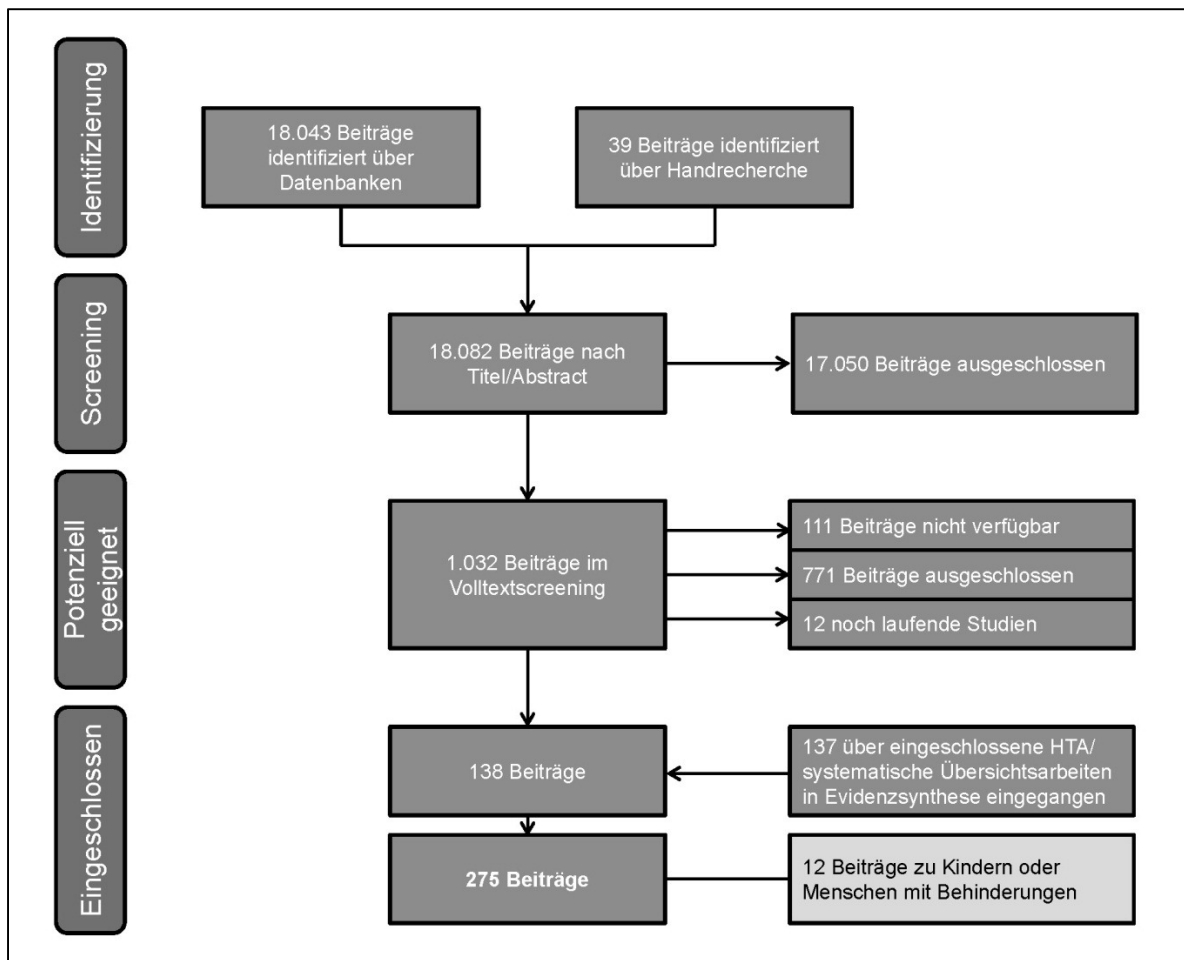 Identifizierung
18.043 Beiträge
identifiziert über
Datenbanken
39 Beiträge identifiziert
über Handrecherche
Screening
18.082 Beiträge nach
Titel/Abstract
17.050 Beiträge ausgeschlossen
Potenziell
geeignet
1.032 Beiträge im
Volltextscreening
111 Beiträge nicht verfügbar
771 Beiträge ausgeschlossen
12 noch laufende Studien
Eingeschlossen
138 Beiträge
137 über eingeschlossene HTA/
systematische Übersichtsarbeiten
in Evidenzsynthese eingegangen
275 Beiträge
12 Beiträge zu Kindern oder
Menschen mit Behinderungen